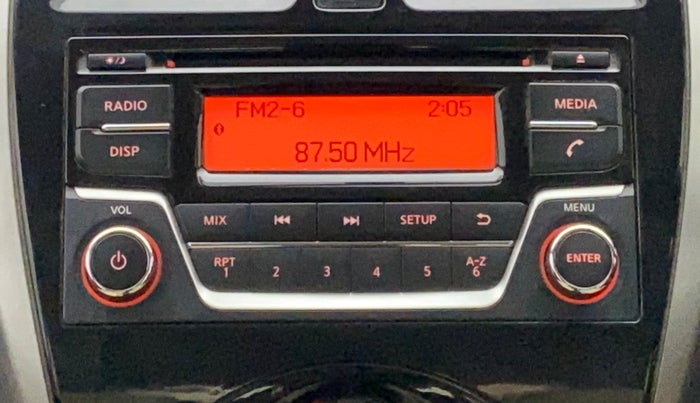 RADIO
DISP
FM2-6 2:05
87.50 MHz
MEDIA
VOL
MENU
MIX
SETUP
ENTER
RPT
1
2
3
4
5
A-Z
6